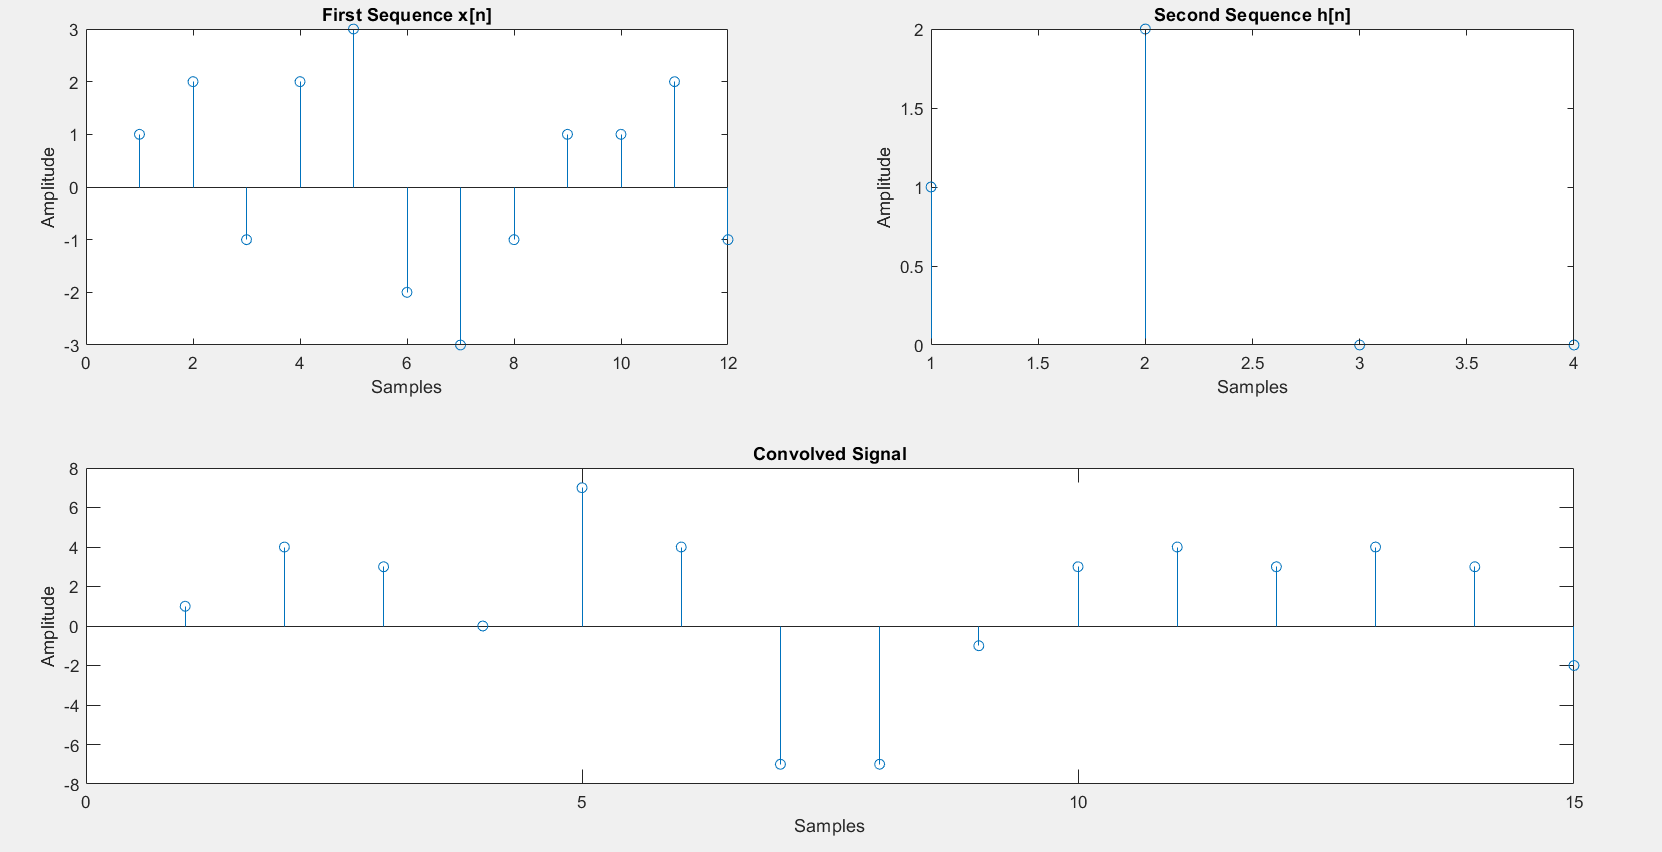 First Sequence x[n]
3
2
1
0
-1
-2
-3
Amplitude
0 2 4 6 8 10 12
Samples
Second Sequence h[n]
2
1.5
1
0.5
0
Amplitude
1 1.5 2 2.5 3 3.5 4
Samples
Convolved Signal
8
6
4
2
0
-2
-4
-6
-8
Amplitude
0 5 10 15
Samples